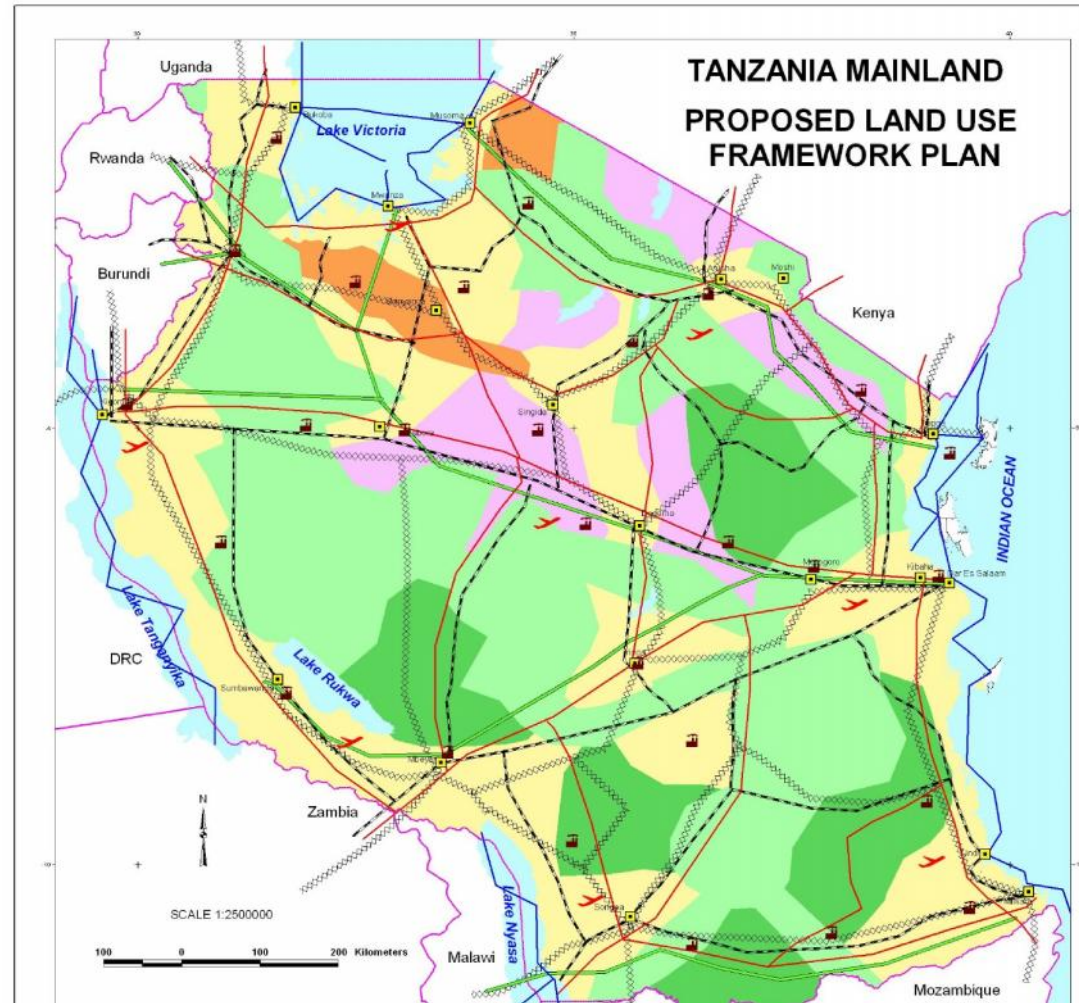 TANZANIA MAINLAND
PROPOSED LAND USE
FRAMEWORK PLAN
Uganda
Lake Victoria
Musoma
Rwanda
Mwanza
Burundi
Arusha
Moshi
Kenya
Singida
INDIAN OCEAN
Morogoro
Kibaha
Dar E's Salaam
Lake Tanganyika
DRC
Lake Rukwa
Sumbawanga
Mbeya
Zambia
N
SCALE 1:2500000
100 0 100 200 Kilometers
Lake Nyasa
Songea
Malawi
Mozambique